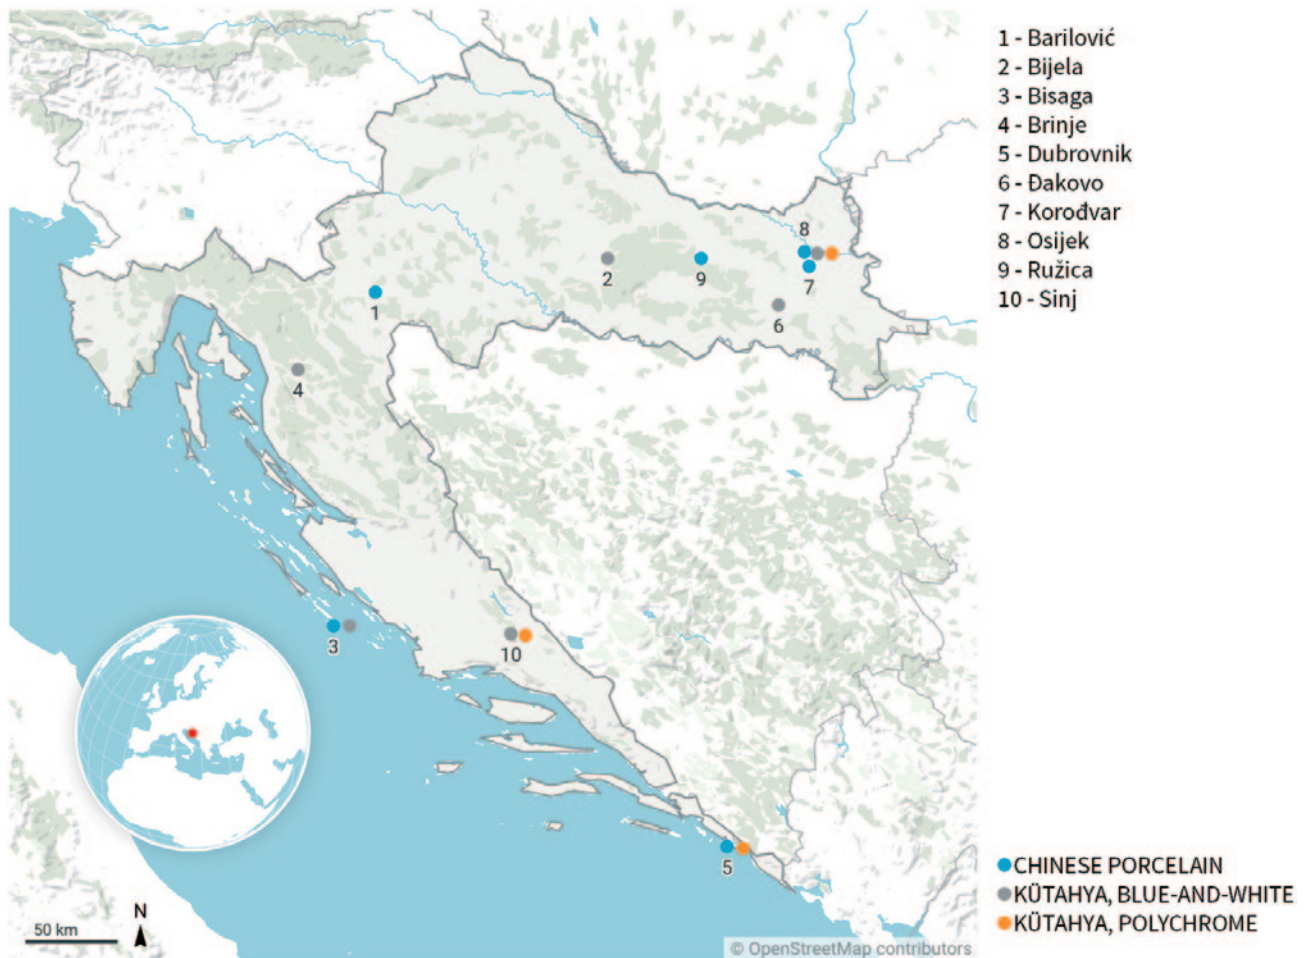 1 - Barilović
2 - Bijela
3 - Bisaga
4 - Brinje
5 - Dubrovnik
6 - Đakovo
7 - Korođvar
8 - Osijek
9 - Ružica
10 - Sinj
8
2
9
7
1
6
4
3
10
5
CHINESE PORCELAIN
KÜTAHYA, BLUE-AND-WHITE
KÜTAHYA, POLYCHROME
50 km
N
© OpenStreetMap contributors